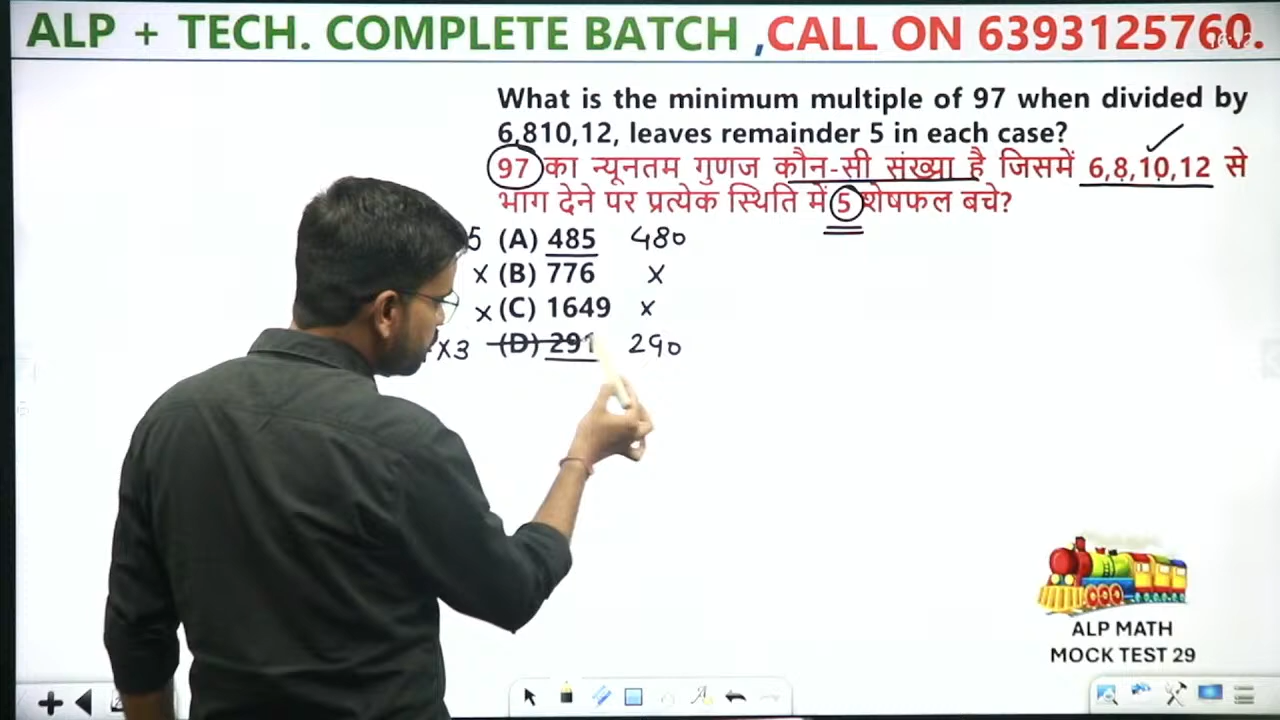 ALP + TECH. COMPLETE BATCH ,CALL ON 6393125760.
What is the minimum multiple of 97 when divided by
6,810,12, leaves remainder 5 in each case?
97 का न्यूनतम गुणज कौन-सी संख्या है जिसमें 6,8,10,12 से
भाग देने पर प्रत्येक स्थिति में 5 शेषफल बचे?
5 (A) 485 480
x (B) 776 x
x (C) 1649 x
x3 (D) 291 290
ALP MATH
MOCK TEST 29